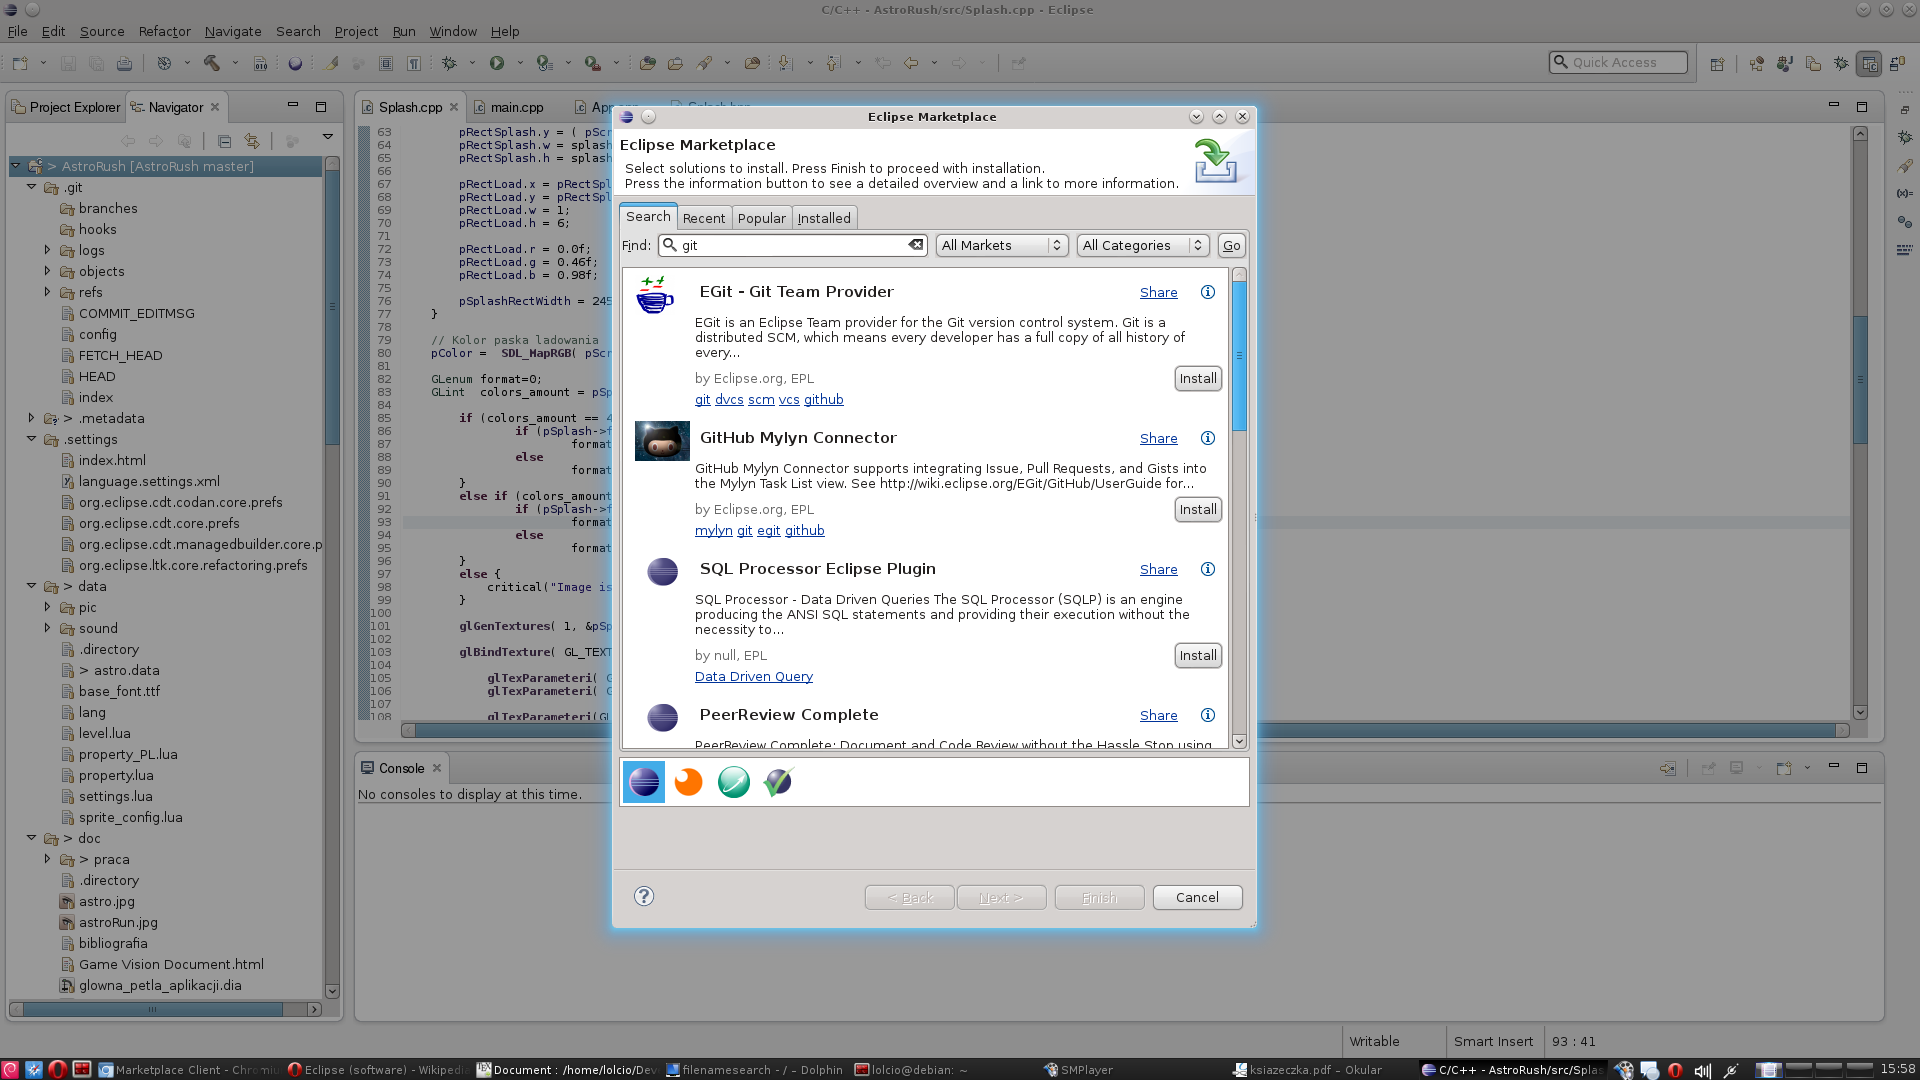 C/C++ - AstroRush/src/Splash.cpp - Eclipse
File Edit Source Refactor Navigate Search Project Run Window Help
Quick Access
Project Explorer
Navigator
> AstroRush [AstroRush master]
.git
branches
hooks
logs
objects
refs
COMMIT_EDITMSG
config
FETCH_HEAD
HEAD
index
> .metadata
.settings
index.html
language.settings.xml
org.eclipse.cdt.codan.core.prefs
org.eclipse.cdt.core.prefs
org.eclipse.cdt.managedbuilder.core.p
org.eclipse.ltk.core.refactoring.prefs
> data
pic
sound
.directory
> astro.data
base_font.ttf
lang
level.lua
property_PL.lua
property.lua
settings.lua
sprite_config.lua
> doc
> praca
.directory
astro.jpg
astroRun.jpg
bibliografia
Game Vision Document.html
glowna_petla_aplikacji.dia
Splash.cpp
main.cpp
63 pRectSplash.y = ( pScr
64 pRectSplash.w = splash
65 pRectSplash.h = splash
66
67 pRectLoad.x = pRectSpl
68 pRectLoad.y = pRectSpl
69 pRectLoad.w = 1;
70 pRectLoad.h = 6;
71
72 pRectLoad.r = 0.0f;
73 pRectLoad.g = 0.46f;
74 pRectLoad.b = 0.98f;
75
76 pSplashRectWidth = 245
77 }
78
79 // Kolor paska ladowania
80 pColor = SDL_MapRGB( pScr
81
82 GLenum format=0;
83 GLint colors_amount = pSp
84
85 if (colors_amount == 4
86 if (pSplash->f
87 format
88 else
89 format
90 }
91 else if (colors_amount
92 if (pSplash->f
93 format
94 else
95 format
96 }
97 else {
98 critical("Image is
99 }
100
101 glGenTextures( 1, &pSp
102
103 glBindTexture( GL_TEXT
104
105 glTexParameteri( G
106 glTexParameteri( G
107
108 glTexParameteri(GL
Eclipse Marketplace
Eclipse Marketplace
Select solutions to install. Press Finish to proceed with installation.
Press the information button to see a detailed overview and a link to more information.
Search Recent Popular Installed
Find: git All Markets All Categories Go
EGit - Git Team Provider Share
EGit is an Eclipse Team provider for the Git version control system. Git is a
distributed SCM, which means every developer has a full copy of all history of
every...
by Eclipse.org, EPL Install
git dvcs scm vcs github
GitHub Mylyn Connector Share
GitHub Mylyn Connector supports integrating Issue, Pull Requests, and Gists into
the Mylyn Task List view. See http://wiki.eclipse.org/EGit/GitHub/UserGuide for...
by Eclipse.org, EPL Install
mylyn git egit github
SQL Processor Eclipse Plugin Share
SQL Processor - Data Driven Queries The SQL Processor (SQLP) is an engine
producing the ANSI SQL statements and providing their execution without the
necessity to...
by null, EPL Install
Data Driven Query
PeerReview Complete Share
PeerReview Complete: Document and Code Review without the Hassle Stop using
< Back Next > Finish Cancel
Console
No consoles to display at this time.
Writable Smart Insert 93 : 41
Marketplace Client - Chromiu
Eclipse (software) - Wikipedi
Document : /home/lolcio/Dev
filenamesearch - / – Dolphin
lolcio@debian: ~
SMPlayer
ksiazeczka.pdf – Okular
C/C++ - AstroRush/src/Splas
15:58